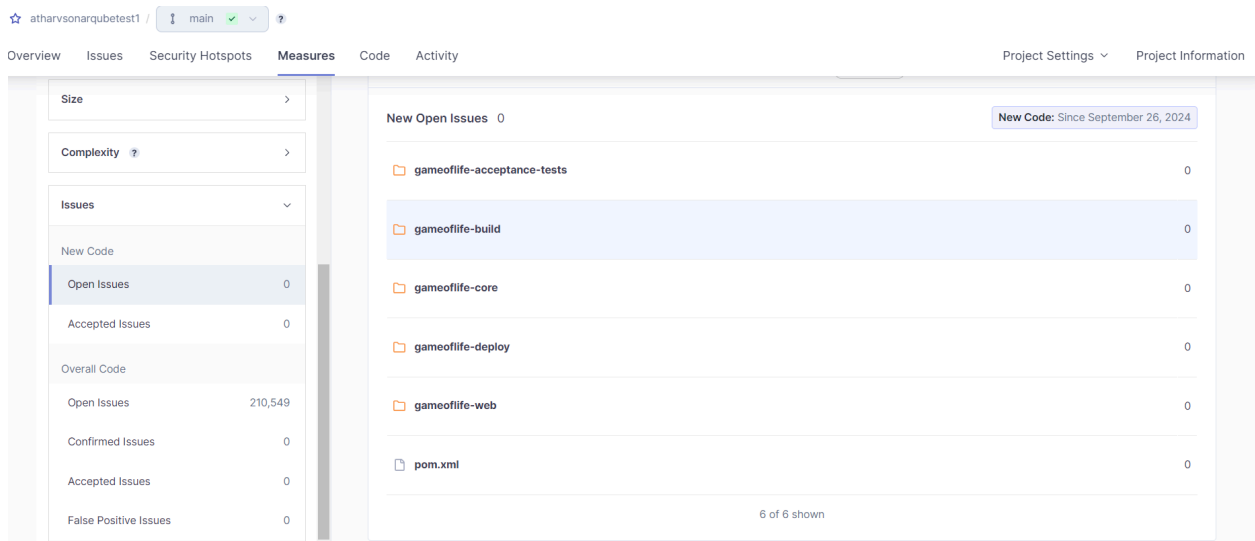 atharvsonarqubetest1 / main ?
Overview Issues Security Hotspots Measures Code Activity Project Settings Project Information
Size
Complexity ?
Issues
New Code
Open Issues 0
Accepted Issues 0
Overall Code
Open Issues 210,549
Confirmed Issues 0
Accepted Issues 0
False Positive Issues 0
New Open Issues 0 New Code: Since September 26, 2024
gameoflife-acceptance-tests 0
gameoflife-build 0
gameoflife-core 0
gameoflife-deploy 0
gameoflife-web 0
pom.xml 0
6 of 6 shown